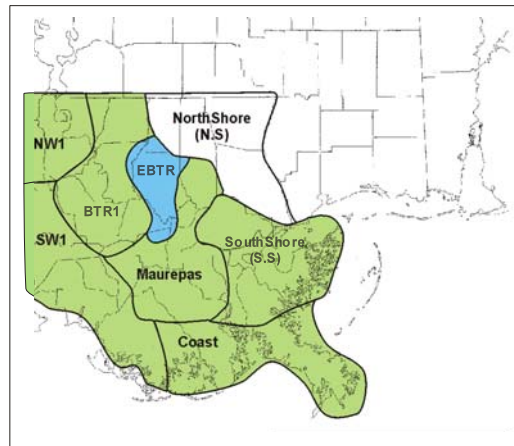 NorthShore
(N.S)
NW1
EBTR
BTR1
SW1
SouthShore
(S.S)
Maurepas
Coast